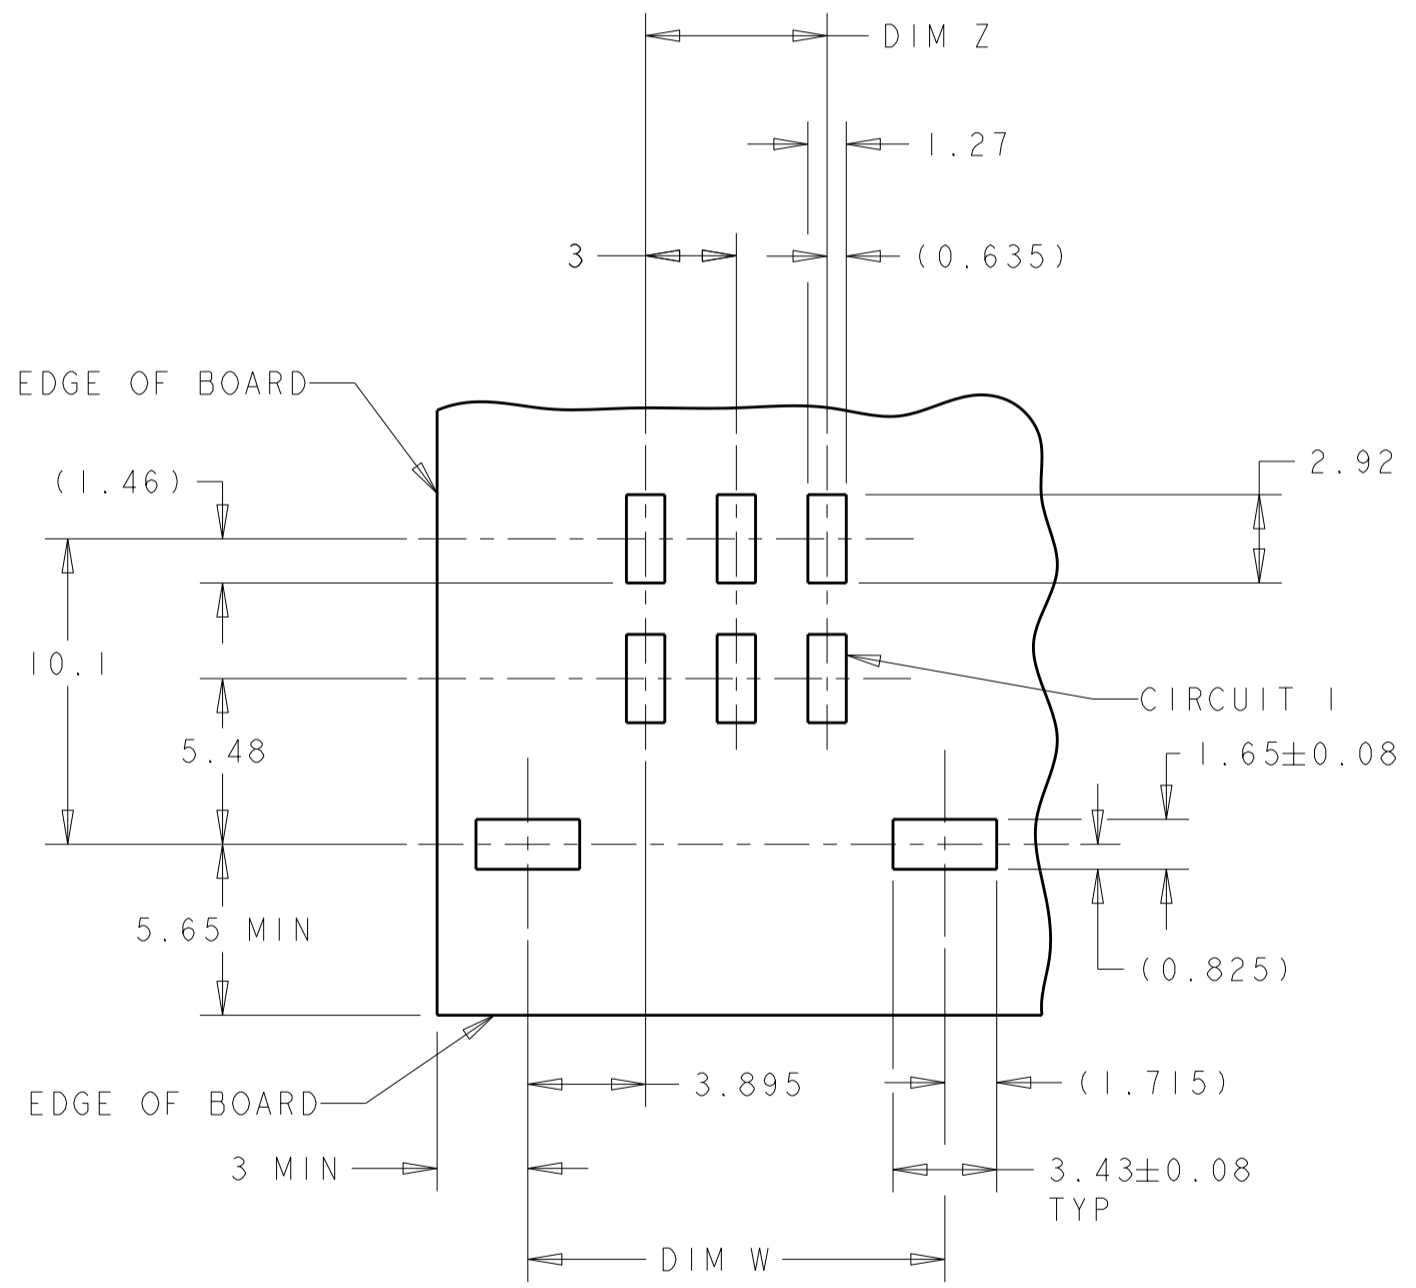 DIM Z
1.27
3
(0.635)
EDGE OF BOARD
(1.46)
2.92
10.1
CIRCUIT 1
5.48
1.65±0.08
5.65 MIN
(0.825)
3.895
(1.715)
EDGE OF BOARD
3 MIN
3.43±0.08
TYP
DIM W